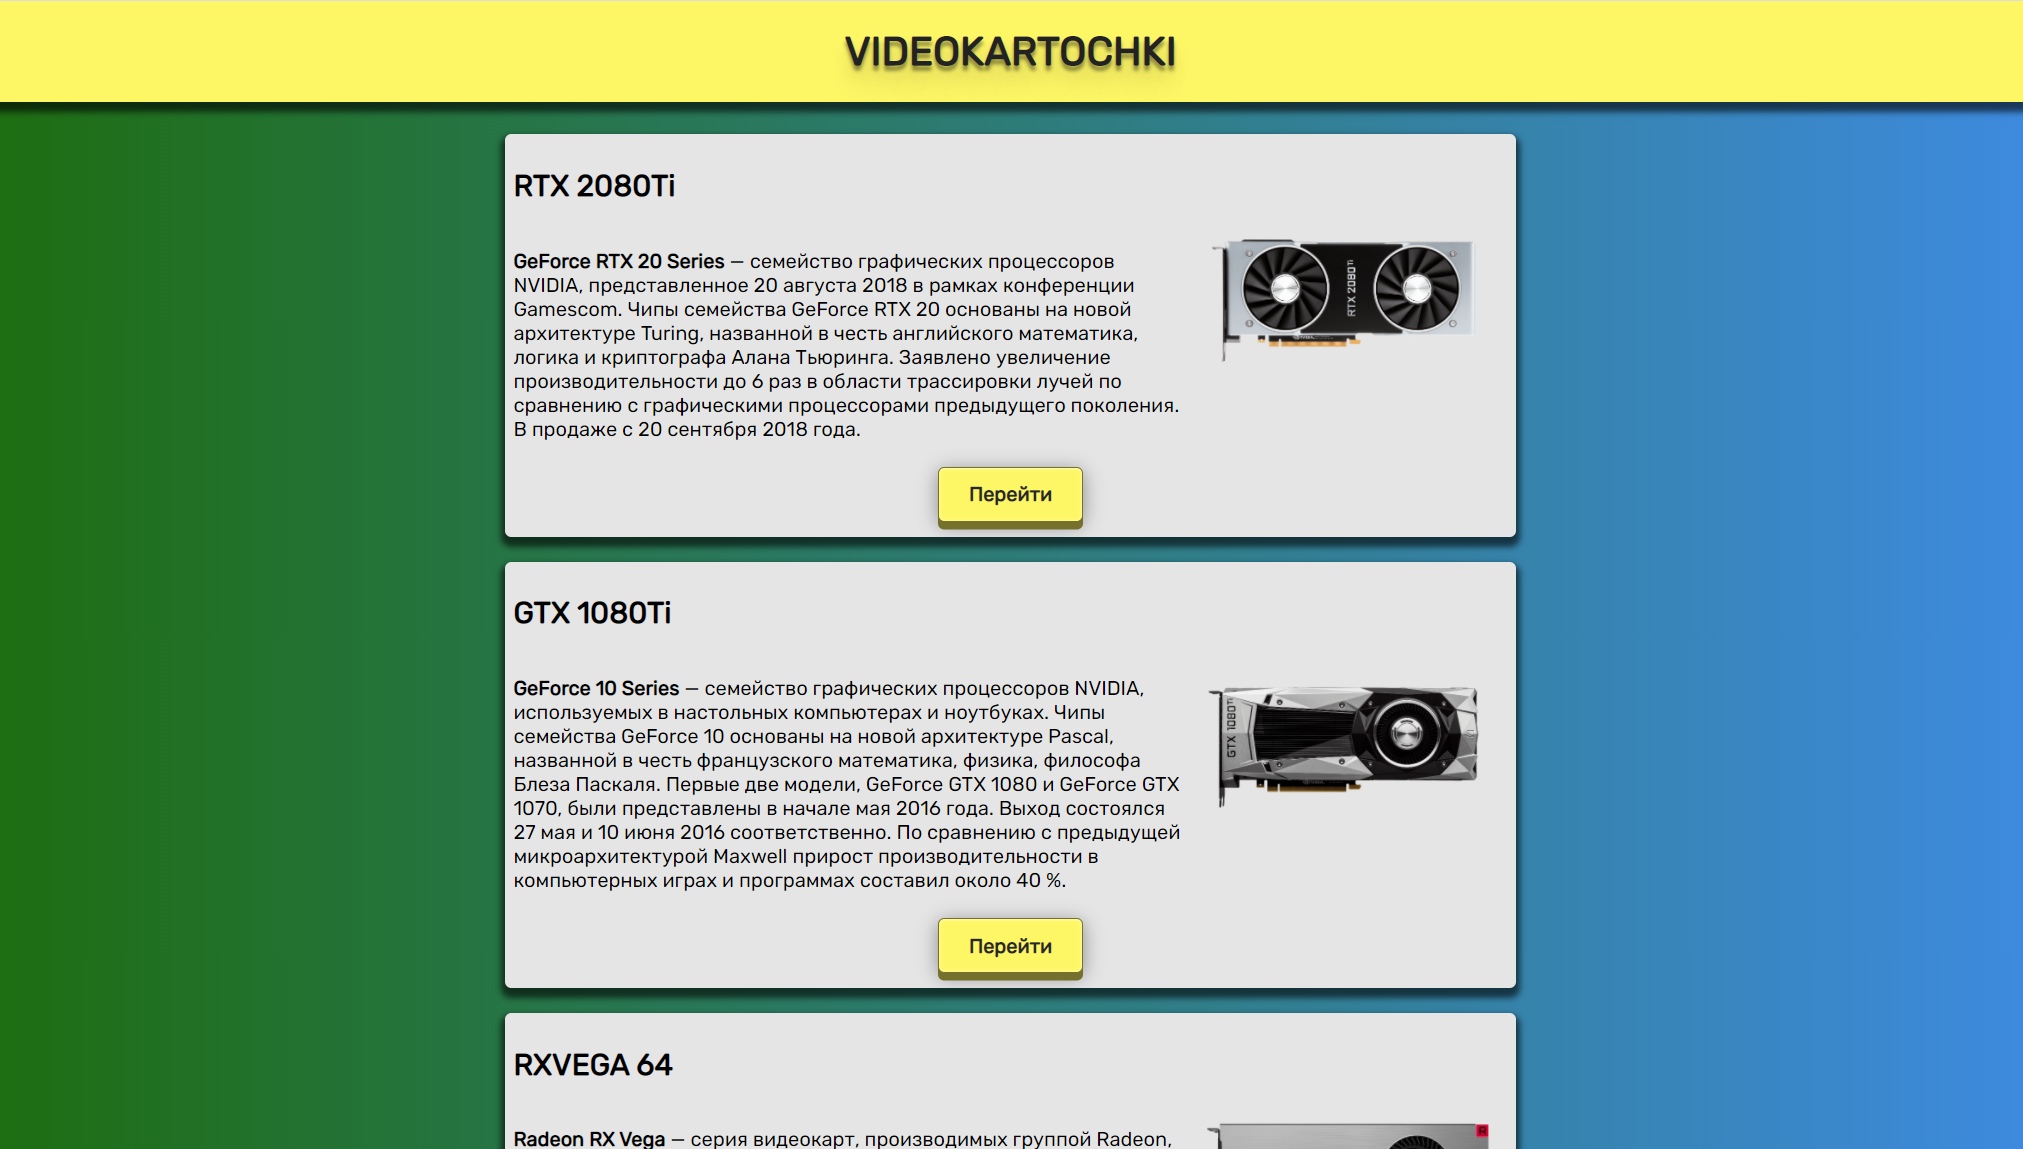 VIDEOKARTOCHKI
RTX 2080Ti
GeForce RTX 20 Series — семейство графических процессоров
NVIDIA, представленное 20 августа 2018 в рамках конференции
Gamescom. Чипы семейства GeForce RTX 20 основаны на новой
архитектуре Turing, названной в честь английского математика,
логика и криптографа Алана Тьюринга. Заявлено увеличение
производительности до 6 раз в области трассировки лучей по
сравнению с графическими процессорами предыдущего поколения.
В продаже с 20 сентября 2018 года.
RTX 2080Ti
Перейти
GTX 1080Ti
GeForce 10 Series — семейство графических процессоров NVIDIA,
используемых в настольных компьютерах и ноутбуках. Чипы
семейства GeForce 10 основаны на новой архитектуре Pascal,
названной в честь французского математика, физика, философа
Блеза Паскаля. Первые две модели, GeForce GTX 1080 и GeForce GTX
1070, были представлены в начале мая 2016 года. Выход состоялся
27 мая и 10 июня 2016 соответственно. По сравнению с предыдущей
микроархитектурой Maxwell прирост производительности в
компьютерных играх и программах составил около 40 %.
GTX 1080Ti
Перейти
RXVEGA 64
Radeon RX Vega — серия видеокарт, производимых группой Radeon,
R